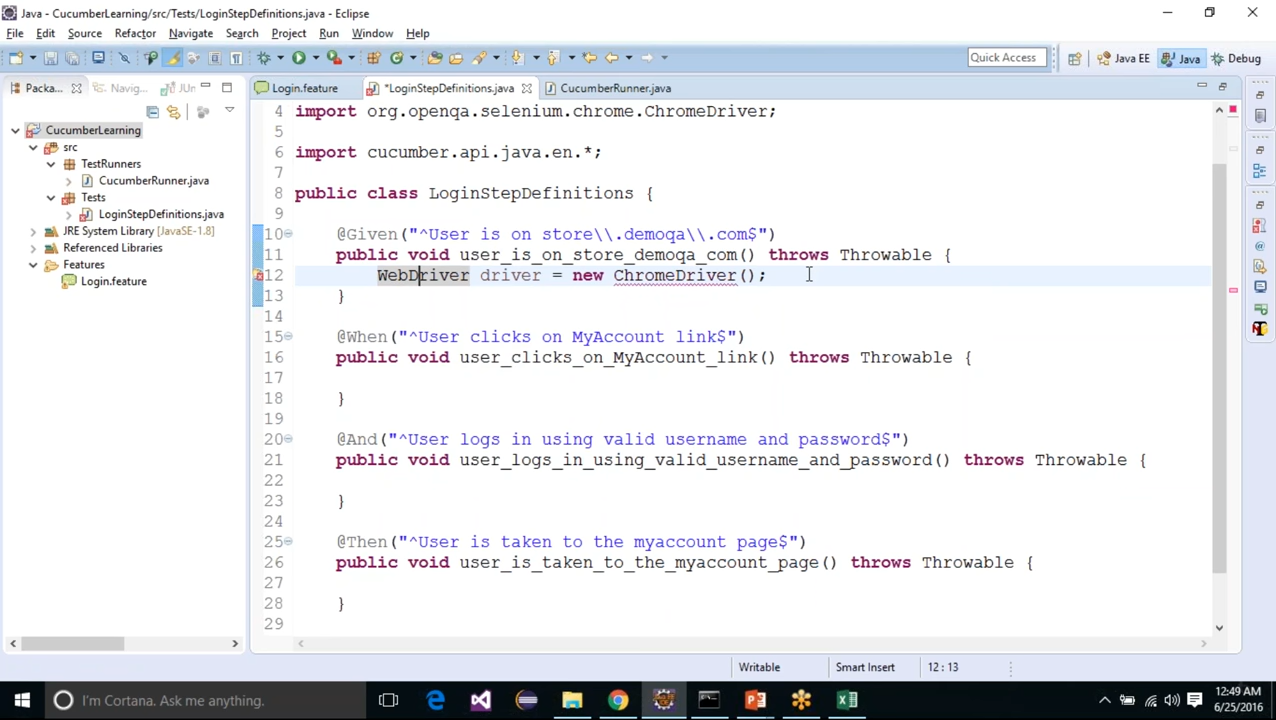 Java - CucumberLearning/src/Tests/LoginStepDefinitions.java - Eclipse
File Edit Source Refactor Navigate Search Project Run Window Help
Quick Access Java EE Java Debug
Packa... Navig... JUn
Login.feature *LoginStepDefinitions.java CucumberRunner.java
CucumberLearning
src
TestRunners
CucumberRunner.java
Tests
LoginStepDefinitions.java
JRE System Library [JavaSE-1.8]
Referenced Libraries
Features
Login.feature
4 import org.openqa.selenium.chrome.ChromeDriver;
5
6 import cucumber.api.java.en.*;
7
8 public class LoginStepDefinitions {
9
10 @Given("^User is on store\\.demoqa\\.com$")
11 public void user_is_on_store_demoqa_com() throws Throwable {
12 WebDriver driver = new ChromeDriver();
13 }
14
15 @When("^User clicks on MyAccount link$")
16 public void user_clicks_on_MyAccount_link() throws Throwable {
17
18 }
19
20 @And("^User logs in using valid username and password$")
21 public void user_logs_in_using_valid_username_and_password() throws Throwable {
22
23 }
24
25 @Then("^User is taken to the myaccount page$")
26 public void user_is_taken_to_the_myaccount_page() throws Throwable {
27
28 }
29
Writable Smart Insert 12 : 13
I'm Cortana. Ask me anything.
12:49 AM
6/25/2016